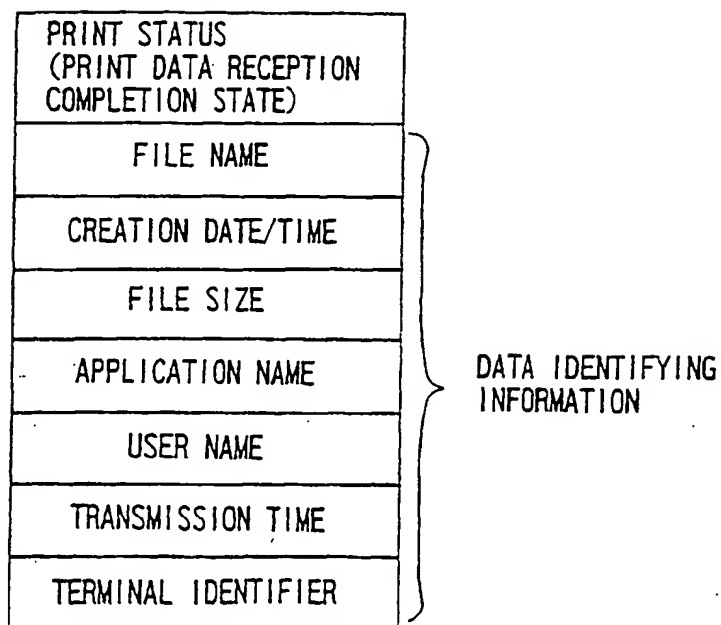 PRINT STATUS
(PRINT DATA RECEPTION
COMPLETION STATE)
FILE NAME
CREATION DATE/TIME
FILE SIZE
APPLICATION NAME
USER NAME
TRANSMISSION TIME
TERMINAL IDENTIFIER
DATA IDENTIFYING
INFORMATION